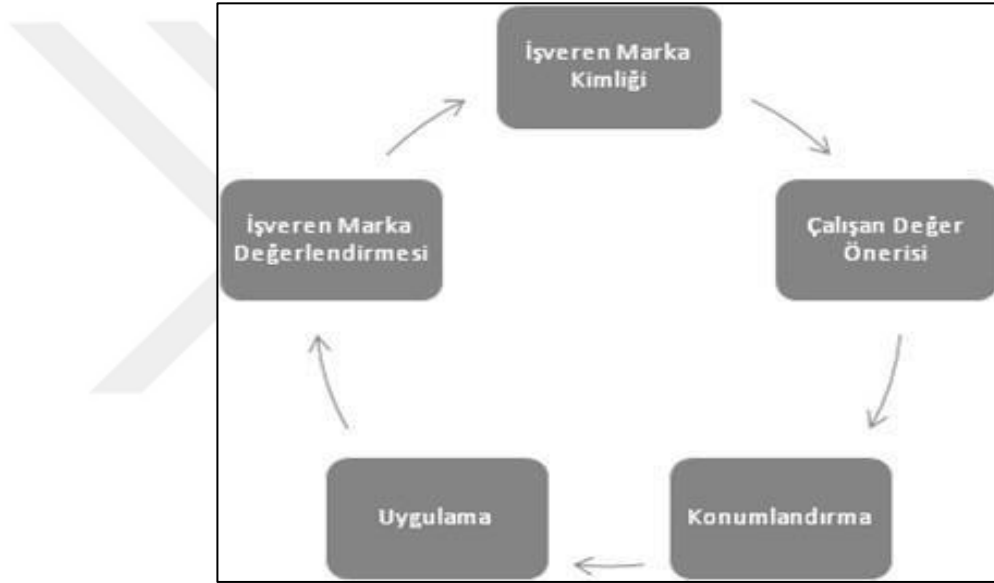 İşveren Marka
Kimliği
Çalışan Değer
Önerisi
Konumlandırma
Uygulama
İşveren Marka
Değerlendirmesi